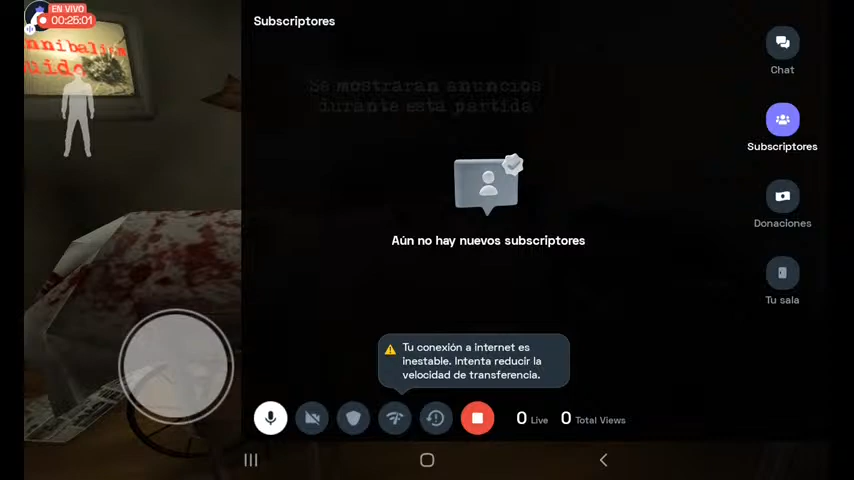 EN VIVO
00:25:01
nnibalism
uido
Subscriptores
Se mostraran anuncios
durante esta partida
Aún no hay nuevos subscriptores
Tu conexión a internet es
inestable. Intenta reducir la
velocidad de transferencia.
0 Live 0 Total Views
Chat
Subscriptores
Donaciones
Tu sala